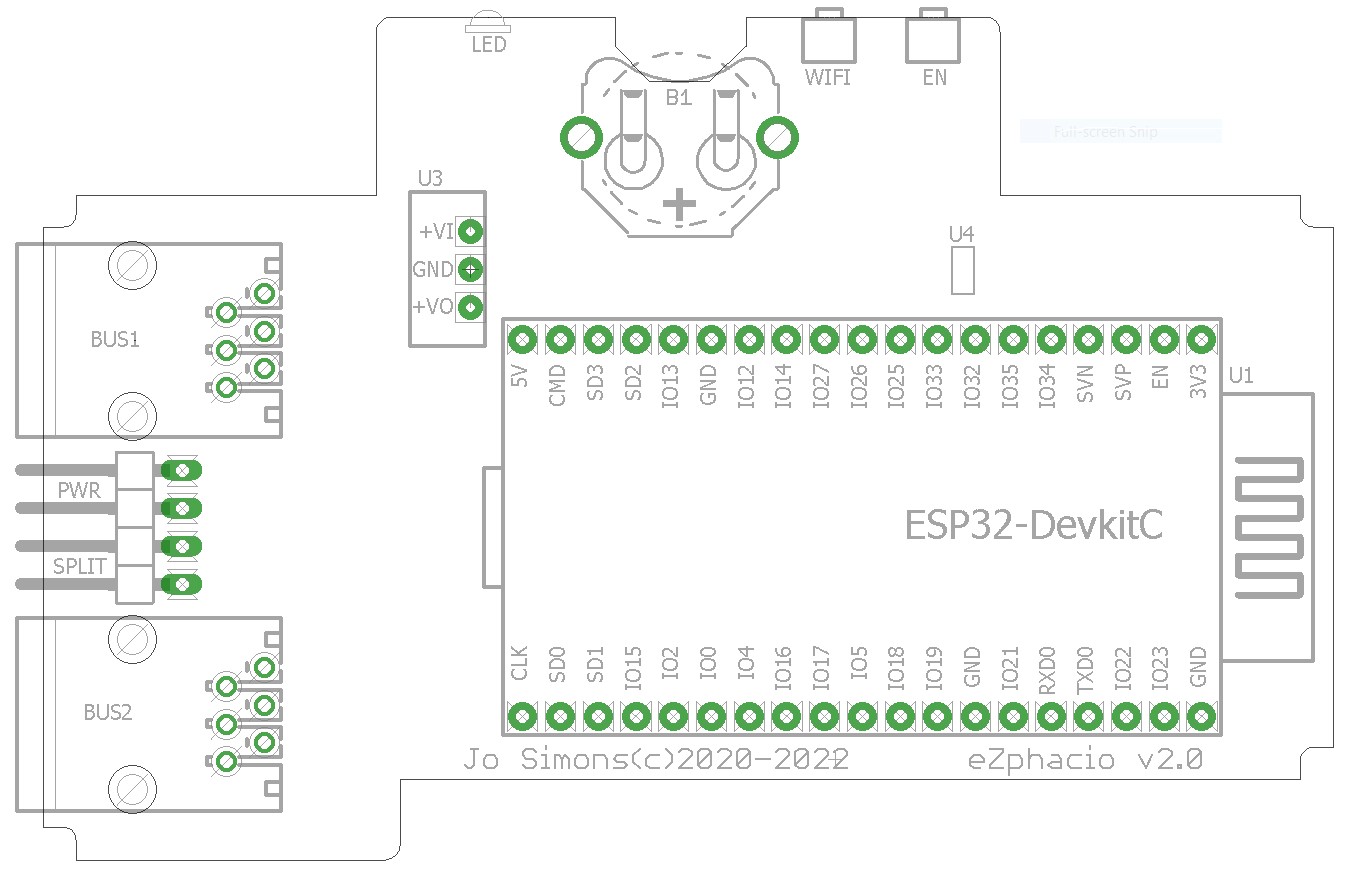 BUS2
SPLIT
PWR
BUS1
+VO
GND
+VI
U3
LED
CLK
SD0
SD1
IO15
IO2
IO0
IO4
IO16
IO17
IO5
IO18
IO19
GND
IO21
RXD0
TXD0
IO22
IO23
GND
5V
CMD
SD3
SD2
IO13
GND
IO12
IO14
IO27
IO26
IO25
IO33
IO32
IO35
IO34
SVN
SVP
EN
3V3
ESP32-DevkitC
U1
Jo Simons(c)2020-2022
eZphacio v2.0
+
B1
WIFI
EN
U4
Full-screen Snip